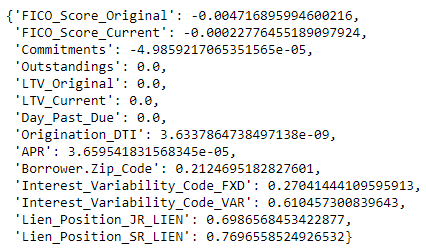 {'FICO_Score_Original': -0.004716895994600216,
'FICO_Score_Current': -0.00022776455189097924,
'Commitments': -4.9859217065351565e-05,
'Outstandings': 0.0,
'LTV_Original': 0.0,
'LTV_Current': 0.0,
'Day_Past_Due': 0.0,
'Origination_DTI': 3.6337864738497138e-09,
'APR': 3.659541831568345e-05,
'Borrower.Zip_Code': 0.2124695182827601,
'Interest_Variability_Code_FXD': 0.27041444109595913,
'Interest_Variability_Code_VAR': 0.610457300839643,
'Lien_Position_JR_LIEN': 0.6986568453422877,
'Lien_Position_SR_LIEN': 0.7696558524926532}